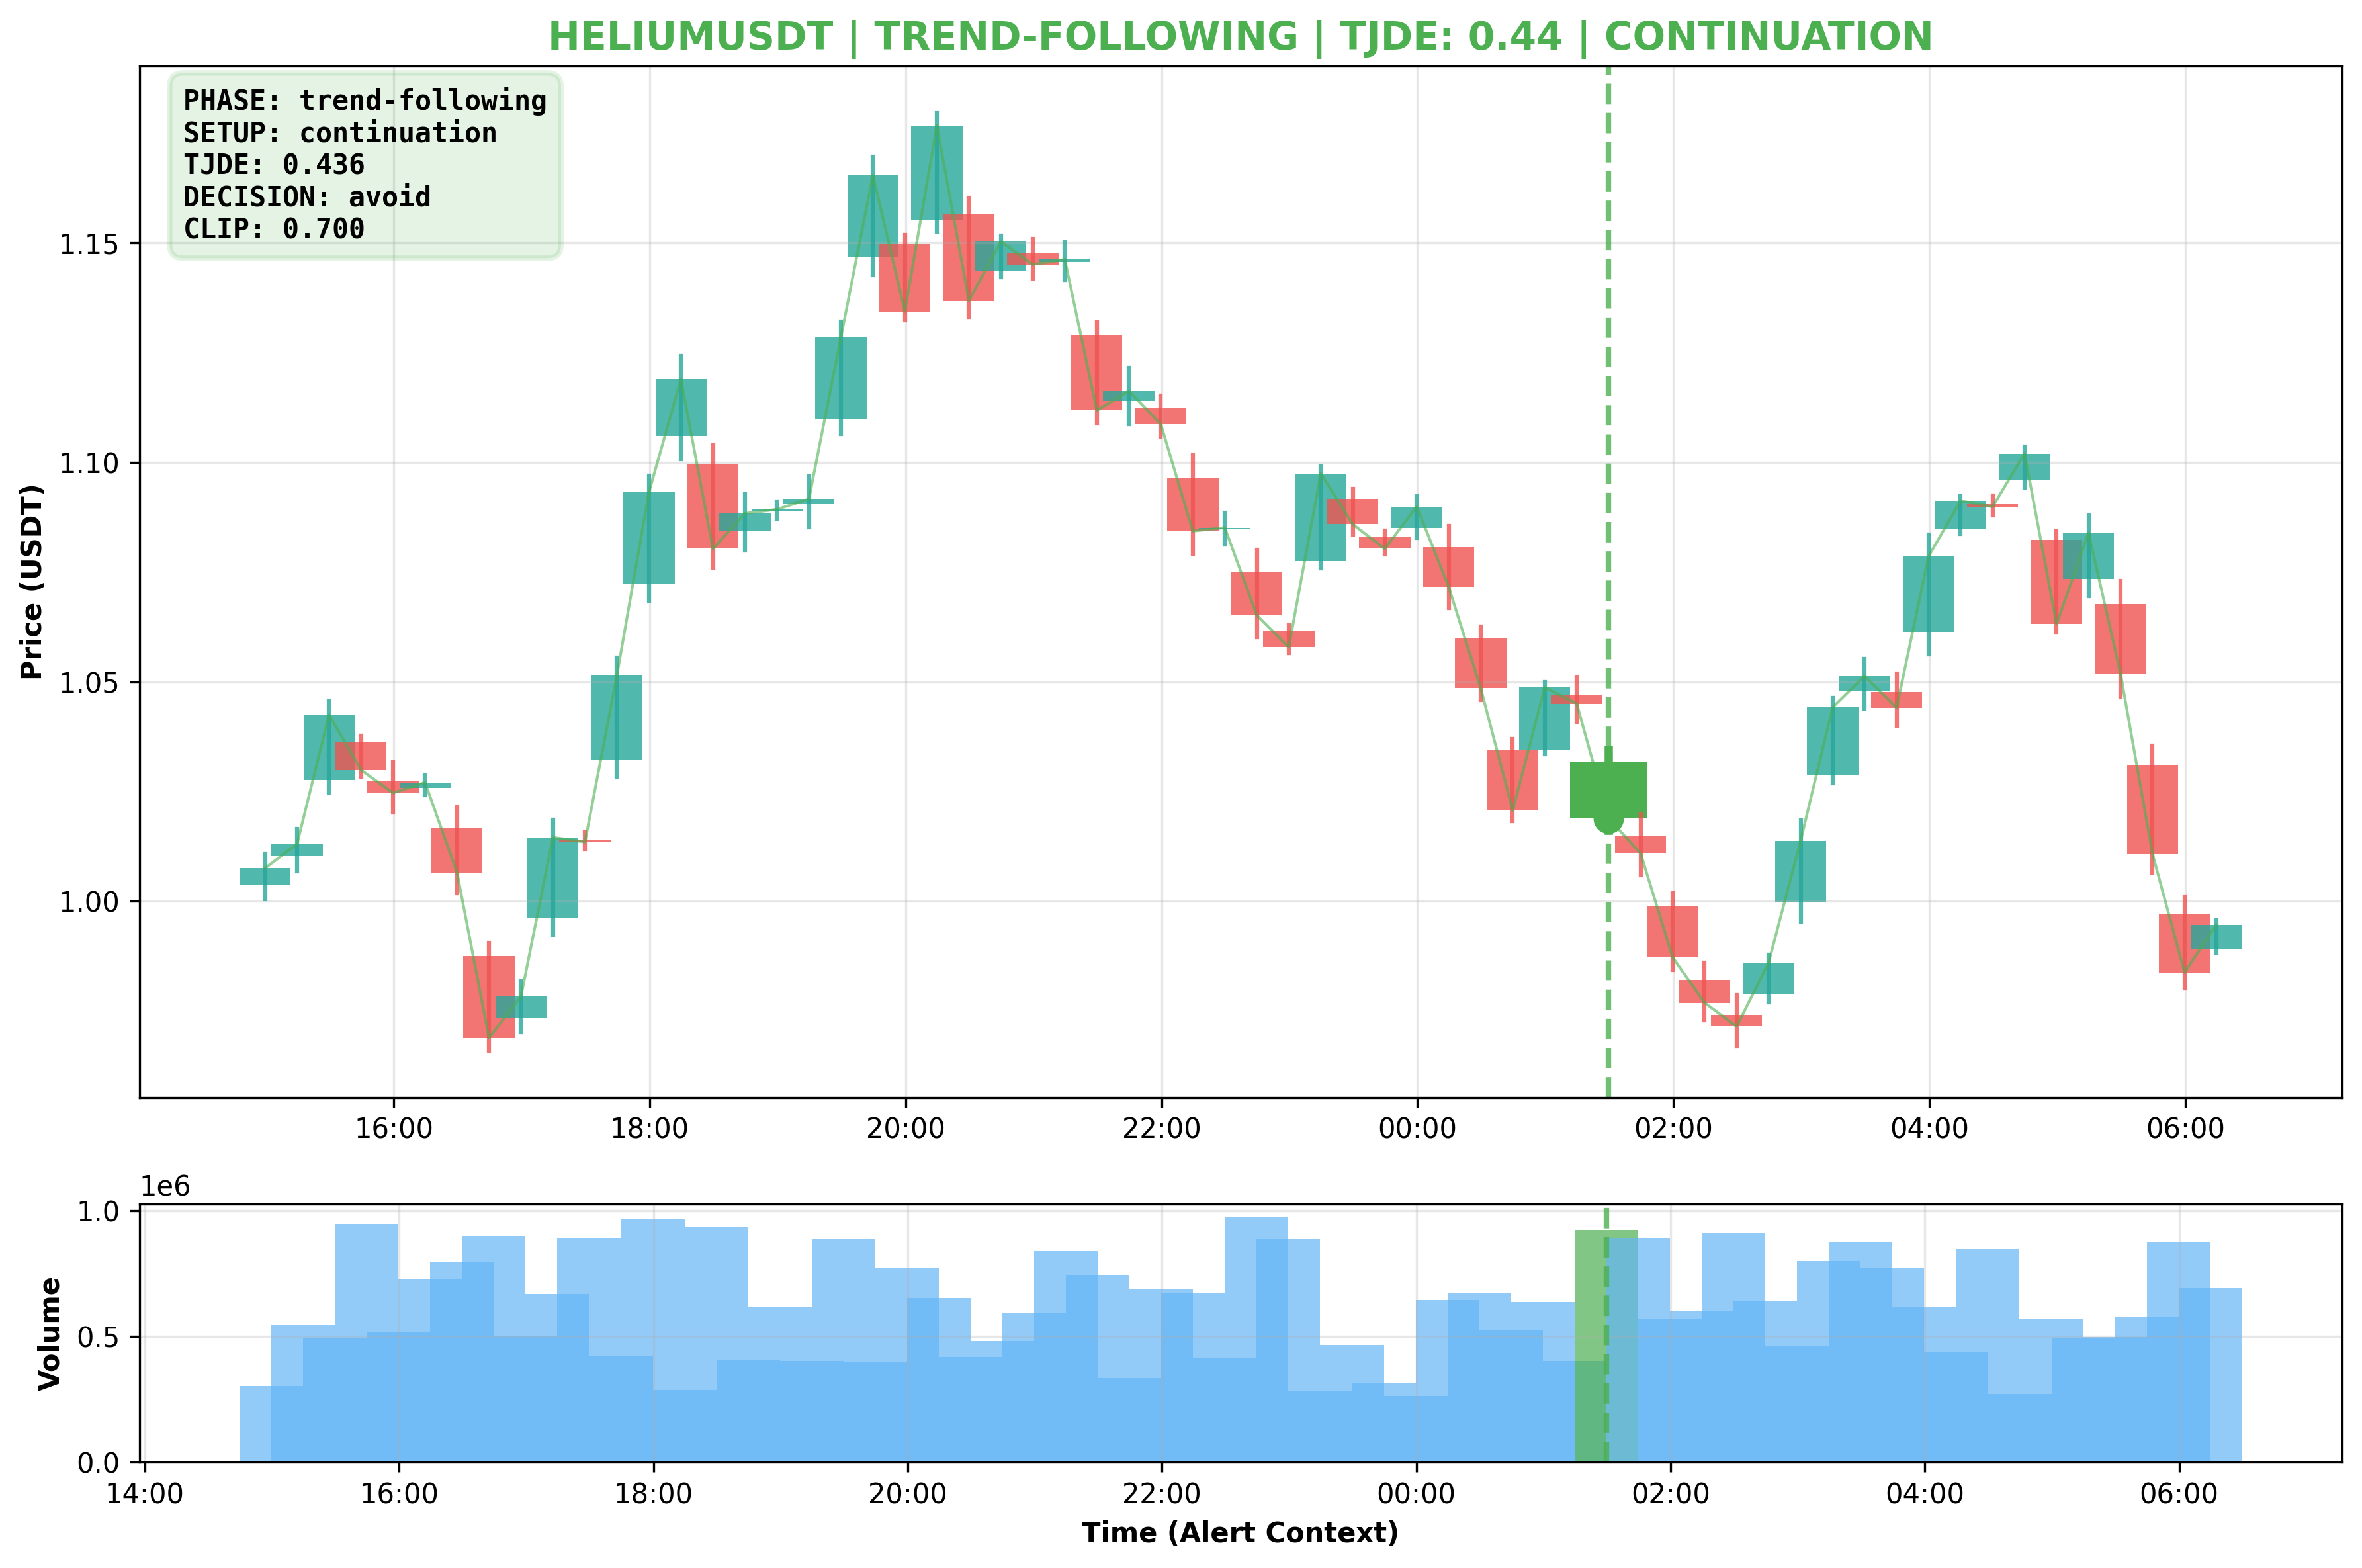 HELIUMUSDT | TREND-FOLLOWING | TJDE: 0.44 | CONTINUATION
PHASE: trend-following
SETUP: continuation
TJDE: 0.436
DECISION: avoid
CLIP: 0.700
Price (USDT)
1.15
1.10
1.05
1.00
16:00 18:00 20:00 22:00 00:00 02:00 04:00 06:00
1e6
Volume
1.0
0.5
0.0
14:00 16:00 18:00 20:00 22:00 00:00 02:00 04:00 06:00
Time (Alert Context)